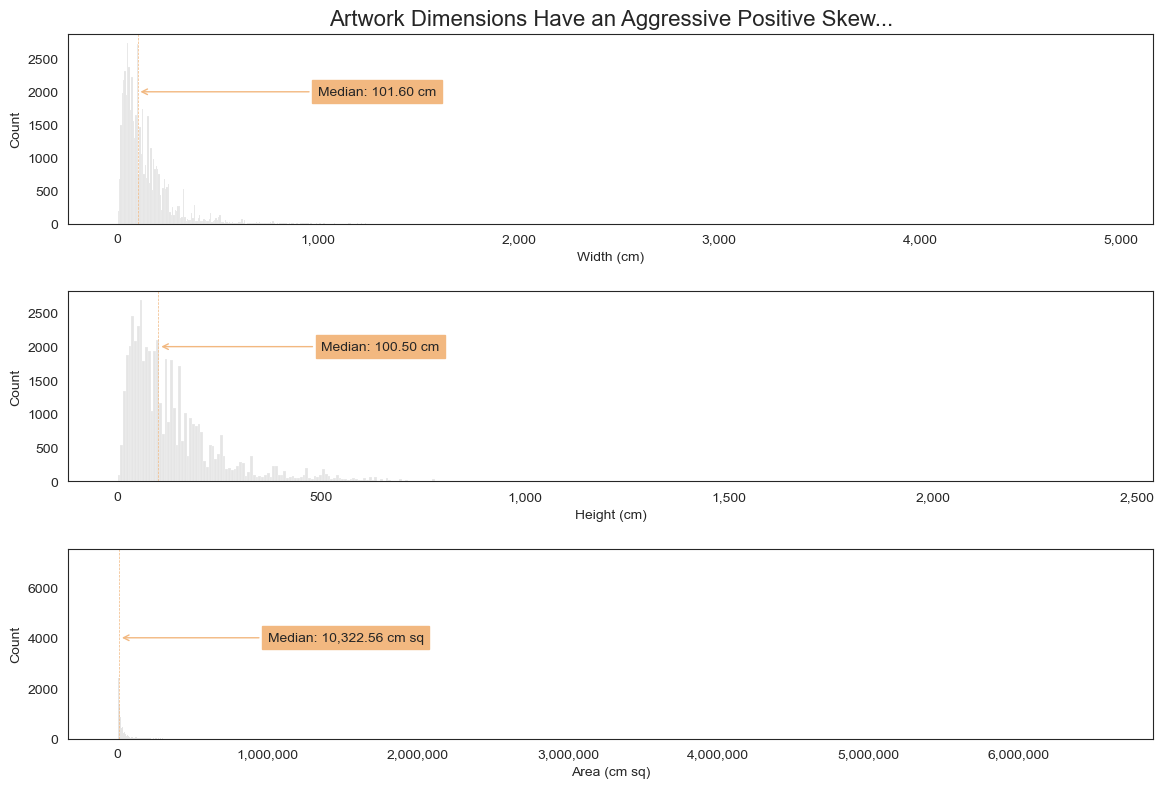 Artwork Dimensions Have an Aggressive Positive Skew...
Count
2500
2000
1500
1000
500
0
Median: 101.60 cm
0 1,000 2,000 3,000 4,000 5,000
Width (cm)
Count
2500
2000
1500
1000
500
0
Median: 100.50 cm
0 500 1,000 1,500 2,000 2,500
Height (cm)
Count
6000
4000
2000
0
Median: 10,322.56 cm sq
0 1,000,000 2,000,000 3,000,000 4,000,000 5,000,000 6,000,000
Area (cm sq)